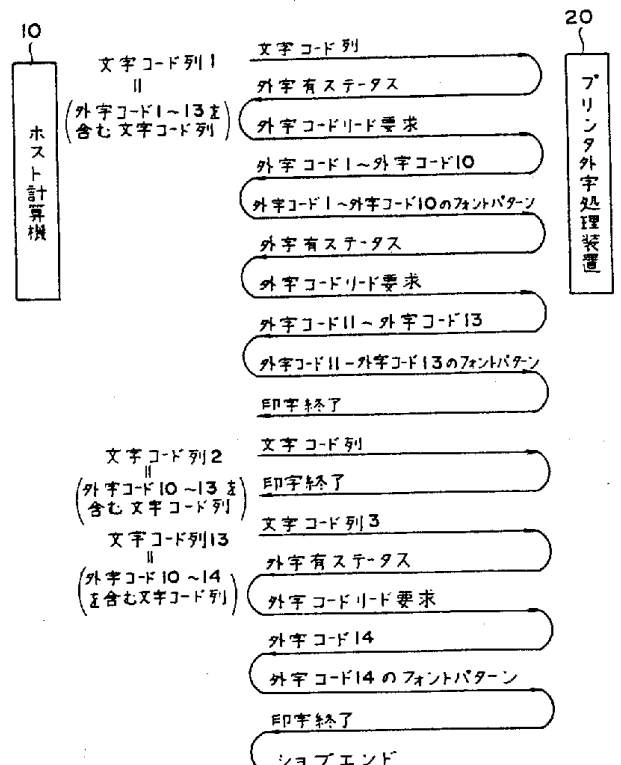 10
20
ホスト計算機
プリンタ外字処理装置
文字コード列1
||
(外字コード1~13を
含む文字コード列)
文字コード列
外字有ステータス
外字コードリード要求
外字コード1~外字コード10
外字コード1~外字コード10のフォントパターン
外字有ステータス
外字コードリード要求
外字コード11~外字コード13
外字コード11-外字コード13のフォントパターン
印字終了
文字コード列2
||
(外字コード10~13を
含む文字コード列)
文字コード列
印字終了
文字コード列13
||
(外字コード10~14
を含む文字コード列)
文字コード列3
外字有ステータス
外字コードリード要求
外字コード14
外字コード14のフォントパターン
印字終了
ショブエンド